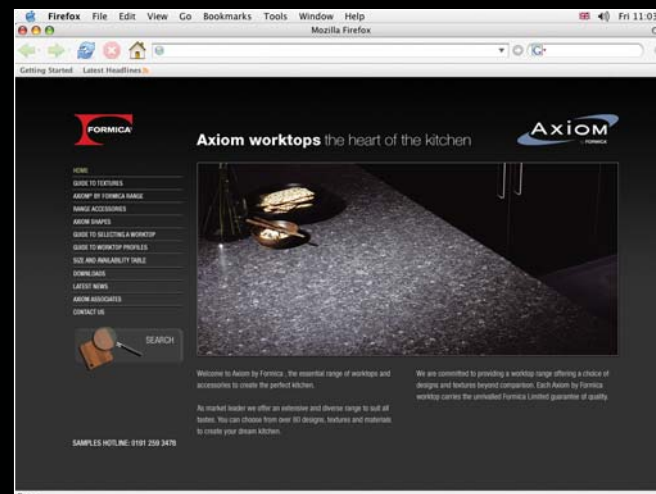 Firefox File Edit View Go Bookmarks Tools Window Help Fri 11:03
Mozilla Firefox
G
Getting Started Latest Headlines
FORMICA
Axiom worktops the heart of the kitchen
AXIOM
by FORMICA
HOME
GUIDE TO TEXTURES
AXIOM® BY FORMICA RANGE
RANGE ACCESSORIES
AXIOM SHAPES
GUIDE TO SELECTING A WORKTOP
GUIDE TO WORKTOP PROFILES
SIZE AND AVAILABILITY TABLE
DOWNLOADS
LATEST NEWS
AXIOM ASSOCIATES
CONTACT US
SEARCH
SAMPLES HOTLINE: 0191 259 3478
Welcome to Axiom by Formica , the essential range of worktops and
accessories to create the perfect kitchen.
As market leader we offer an extensive and diverse range to suit all
tastes. You can choose from over 80 designs, textures and materials
to create your dream kitchen.
We are committed to providing a worktop range offering a choice of
designs and textures beyond comparison. Each Axiom by Formica
worktop carries the unrivalled Formica Limited guarantee of quality.